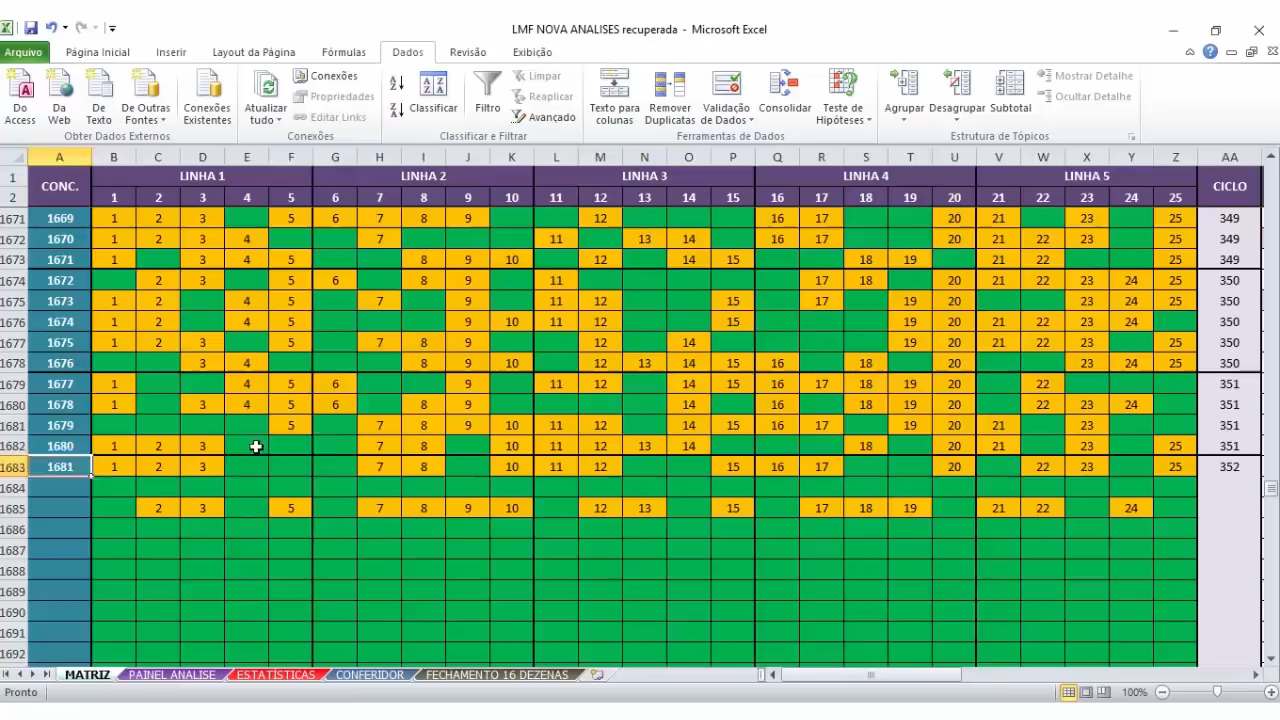 LMF NOVA ANALISES recuperada - Microsoft Excel
Arquivo Página Inicial Inserir Layout da Página Fórmulas Dados Revisão Exibição
Do Access Da Web De Texto De Outras Fontes Conexões Existentes Atualizar tudo Conexões Propriedades Editar Links Classificar Filtro Limpar Reaplicar Avançado Texto para colunas Remover Duplicatas Validação de Dados Consolidar Teste de Hipóteses Agrupar Desagrupar Subtotal Mostrar Detalhe Ocultar Detalhe
Obter Dados Externos Conexões Classificar e Filtrar Ferramentas de Dados Estrutura de Tópicos
A B C D E F G H I J K L M N O P Q R S T U V W X Y Z AA
1 CONC. LINHA 1 LINHA 2 LINHA 3 LINHA 4 LINHA 5 CICLO
2 1 2 3 4 5 6 7 8 9 10 11 12 13 14 15 16 17 18 19 20 21 22 23 24 25
1671 1669 1 2 3 5 6 7 8 9 12 16 17 20 21 23 25 349
1672 1670 1 2 3 4 7 11 13 14 16 17 20 21 22 23 25 349
1673 1671 1 3 4 5 8 9 10 12 14 15 18 19 21 22 25 349
1674 1672 2 3 5 6 8 9 11 17 18 20 21 22 23 24 25 350
1675 1673 1 2 4 5 7 9 11 12 15 17 19 20 23 24 25 350
1676 1674 1 2 4 5 9 10 11 12 15 19 20 21 22 23 24 350
1677 1675 1 2 3 5 7 8 9 12 14 19 20 21 22 23 25 350
1678 1676 3 4 8 9 10 12 13 14 15 16 18 20 23 24 25 350
1679 1677 1 4 5 6 9 11 12 14 15 16 17 18 19 20 22 351
1680 1678 1 3 4 5 6 8 9 14 16 18 19 20 22 23 24 351
1681 1679 5 7 8 9 10 11 12 14 15 16 17 19 20 21 23 351
1682 1680 1 2 3 7 8 10 11 12 13 14 18 20 21 25 351
1683 1681 1 2 3 7 8 10 11 12 15 16 17 20 22 23 25 352
1684
1685 2 3 5 7 8 9 10 12 13 15 17 18 19 21 22 24
1686
1687
1688
1689
1690
1691
1692
MATRIZ PAINEL ANALISE ESTATÍSTICAS CONFERIDOR FECHAMENTO 16 DEZENAS
Pronto 100%